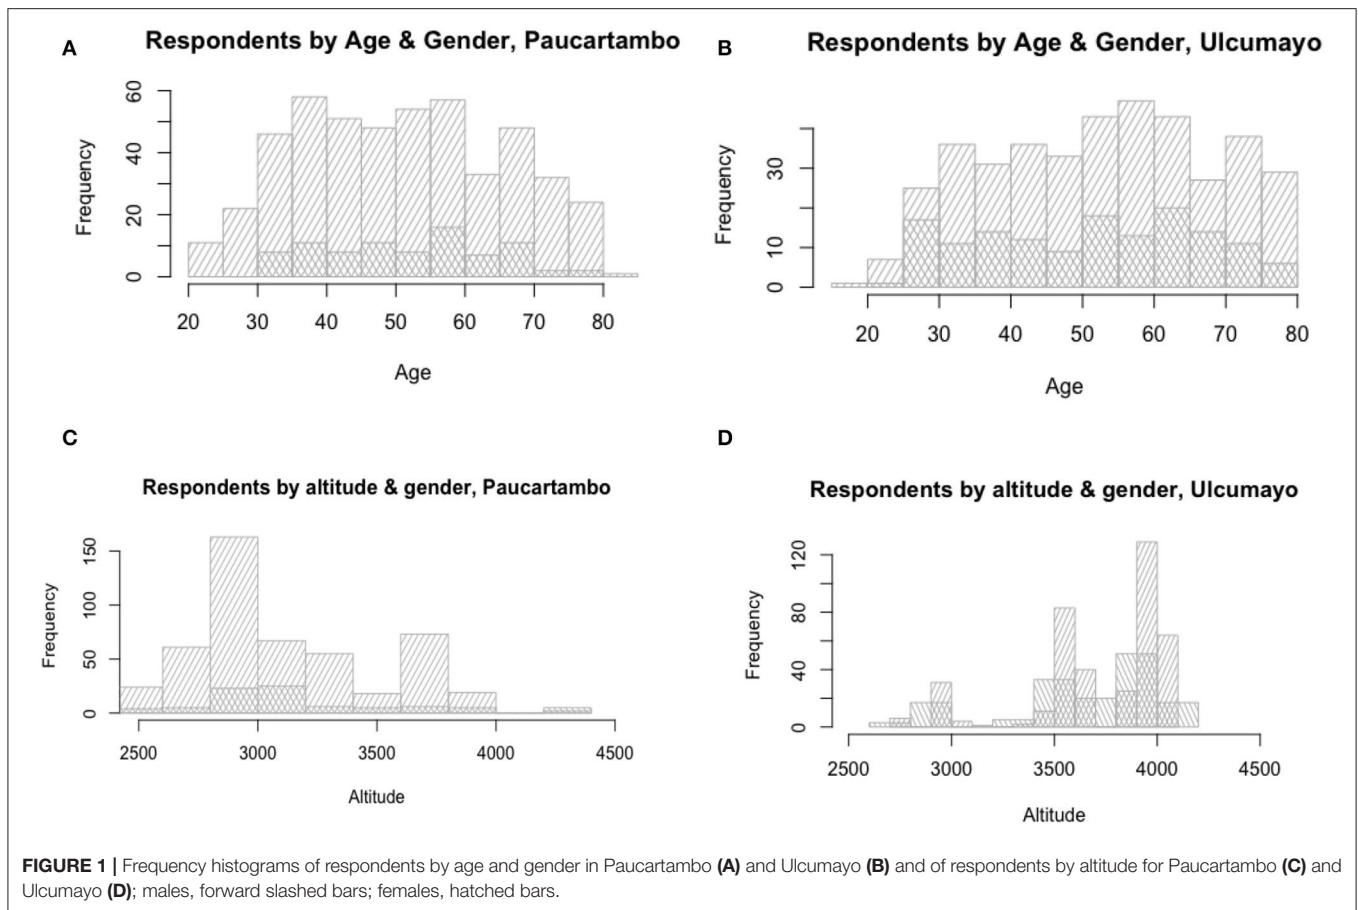 A
Respondents by Age & Gender, Paucartambo
Frequency
60
40
20
0
20 30 40 50 60 70 80
Age
B
Respondents by Age & Gender, Ulcumayo
Frequency
30
10
0
20 30 40 50 60 70 80
Age
C
Respondents by altitude & gender, Paucartambo
Frequency
150
100
50
0
2500 3000 3500 4000 4500
Altitude
D
Respondents by altitude & gender, Ulcumayo
Frequency
120
80
40
0
2500 3000 3500 4000 4500
Altitude
FIGURE 1 | Frequency histograms of respondents by age and gender in Paucartambo (A) and Ulcumayo (B) and of respondents by altitude for Paucartambo (C) and
Ulcumayo (D); males, forward slashed bars; females, hatched bars.